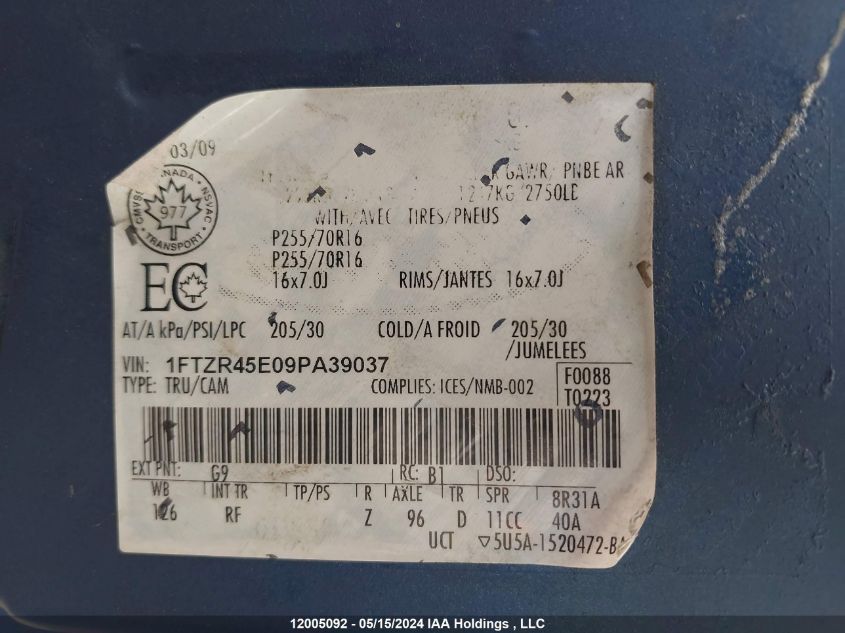 03/09
GAWR/ PNBE AR
2750LB
WITH/AVEC TIRES/PNEUS
CANADA
CMVSS NSVAC
977
TRANSPORT
P255/70R16
P255/70R16
16x7.0J RIMS/JANTES 16x7.0J
EC
AT/A kPa/PSI/LPC 205/30 COLD/A FROID 205/30
/JUMELEES
VIN: 1FTZR45E09PA39037
TYPE: TRU/CAM COMPLIES: ICES/NMB-002 F0088
T0223
EXT PNT: G9 RC: B1 DSO:
WB INT TR TP/PS R AXLE TR SPR 8R31A
126 RF Z 96 D 11CC 40A
UCT ▽5U5A-1520472-BA
12005092 - 05/15/2024 IAA Holdings , LLC